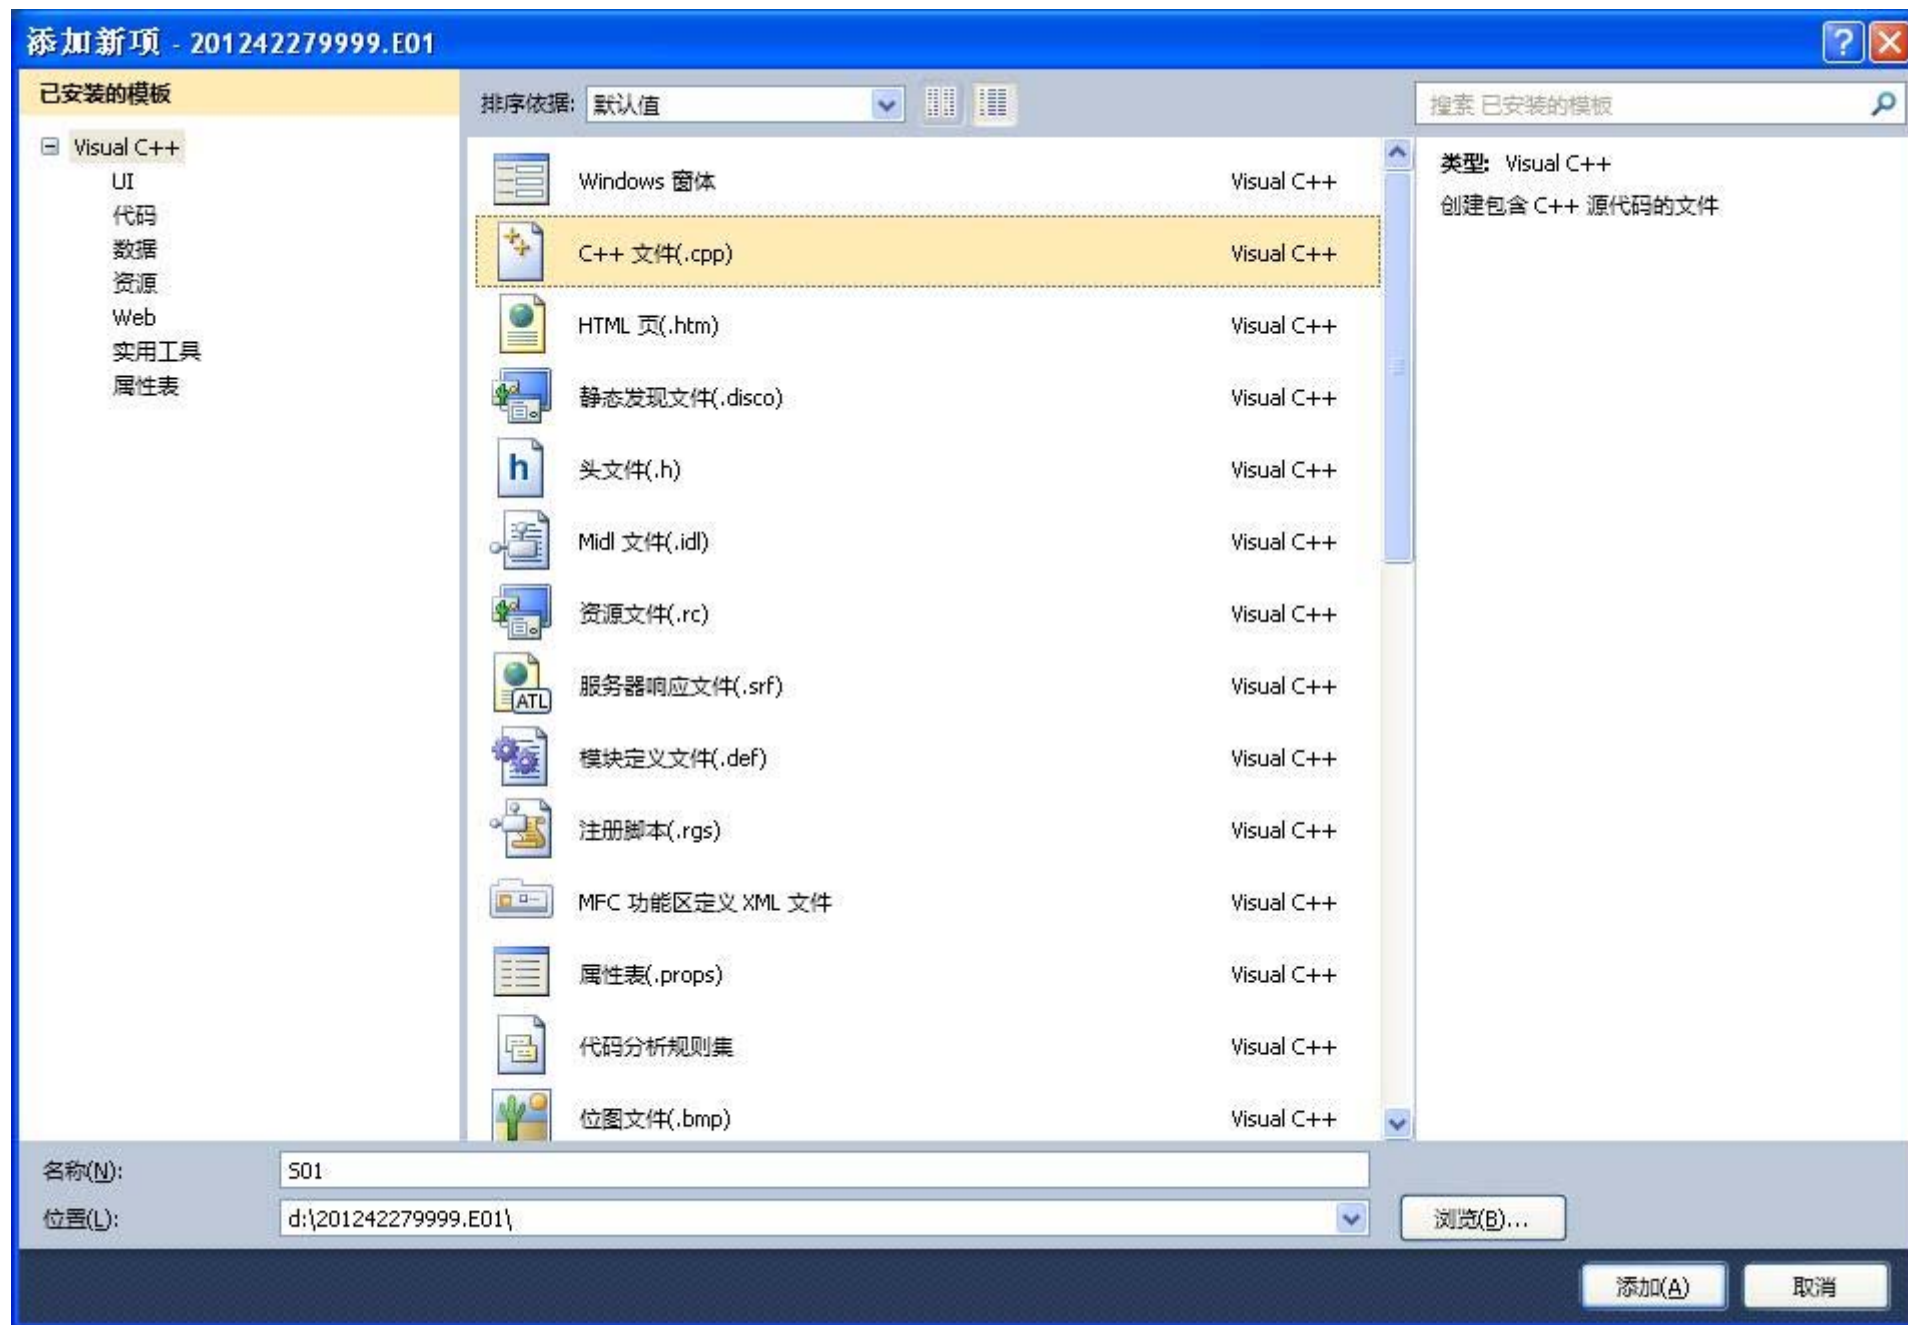 添加新项 - 201242279999.E01
已安装的模板
排序依据: 默认值
搜索 已安装的模板
Visual C++
UI
代码
数据
资源
Web
实用工具
属性表
Windows 窗体 Visual C++
C++ 文件(.cpp) Visual C++
HTML 页(.htm) Visual C++
静态发现文件(.disco) Visual C++
h
头文件(.h) Visual C++
Midl 文件(.idl) Visual C++
资源文件(.rc) Visual C++
ATL
服务器响应文件(.srf) Visual C++
模块定义文件(.def) Visual C++
注册脚本(.rgs) Visual C++
MFC 功能区定义 XML 文件 Visual C++
属性表(.props) Visual C++
代码分析规则集 Visual C++
位图文件(.bmp) Visual C++
类型: Visual C++
创建包含 C++ 源代码的文件
名称(N): S01
位置(L): d:\201242279999.E01\ 浏览(B)...
添加(A) 取消